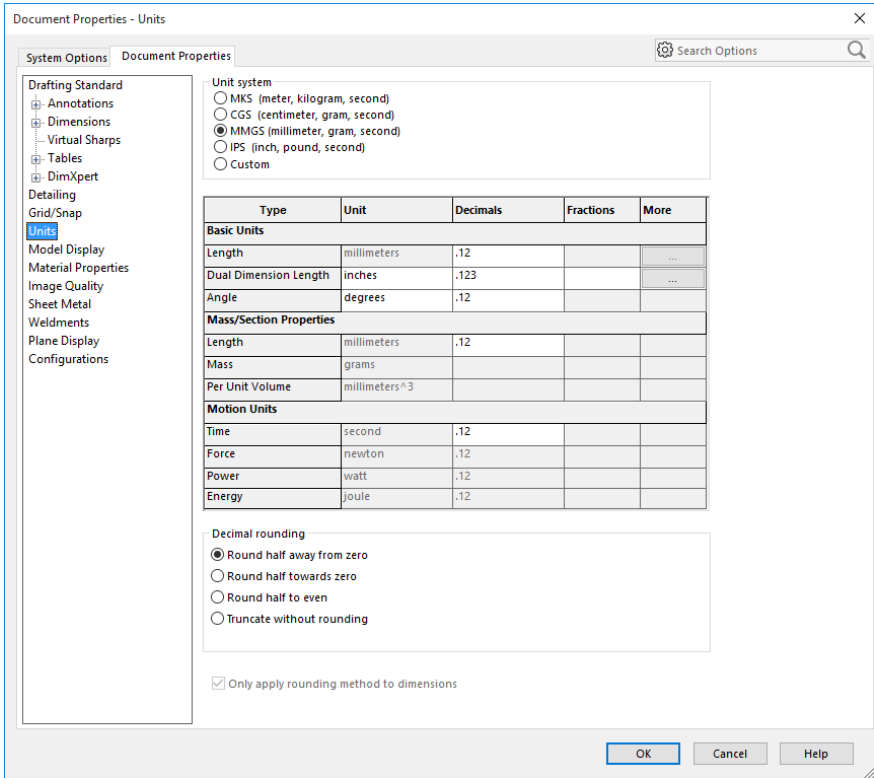 Document Properties - Units
System Options Document Properties Search Options
Drafting Standard
Annotations
Dimensions
Virtual Sharps
Tables
DimXpert
Detailing
Grid/Snap
Units
Model Display
Material Properties
Image Quality
Sheet Metal
Weldments
Plane Display
Configurations
Unit system
MKS (meter, kilogram, second)
CGS (centimeter, gram, second)
MMGS (millimeter, gram, second)
IPS (inch, pound, second)
Custom
Type Unit Decimals Fractions More
Basic Units
Length millimeters .12 ...
Dual Dimension Length inches .123 ...
Angle degrees .12
Mass/Section Properties
Length millimeters .12
Mass grams
Per Unit Volume millimeters^3
Motion Units
Time second .12
Force newton .12
Power watt .12
Energy joule .12
Decimal rounding
Round half away from zero
Round half towards zero
Round half to even
Truncate without rounding
Only apply rounding method to dimensions
OK Cancel Help